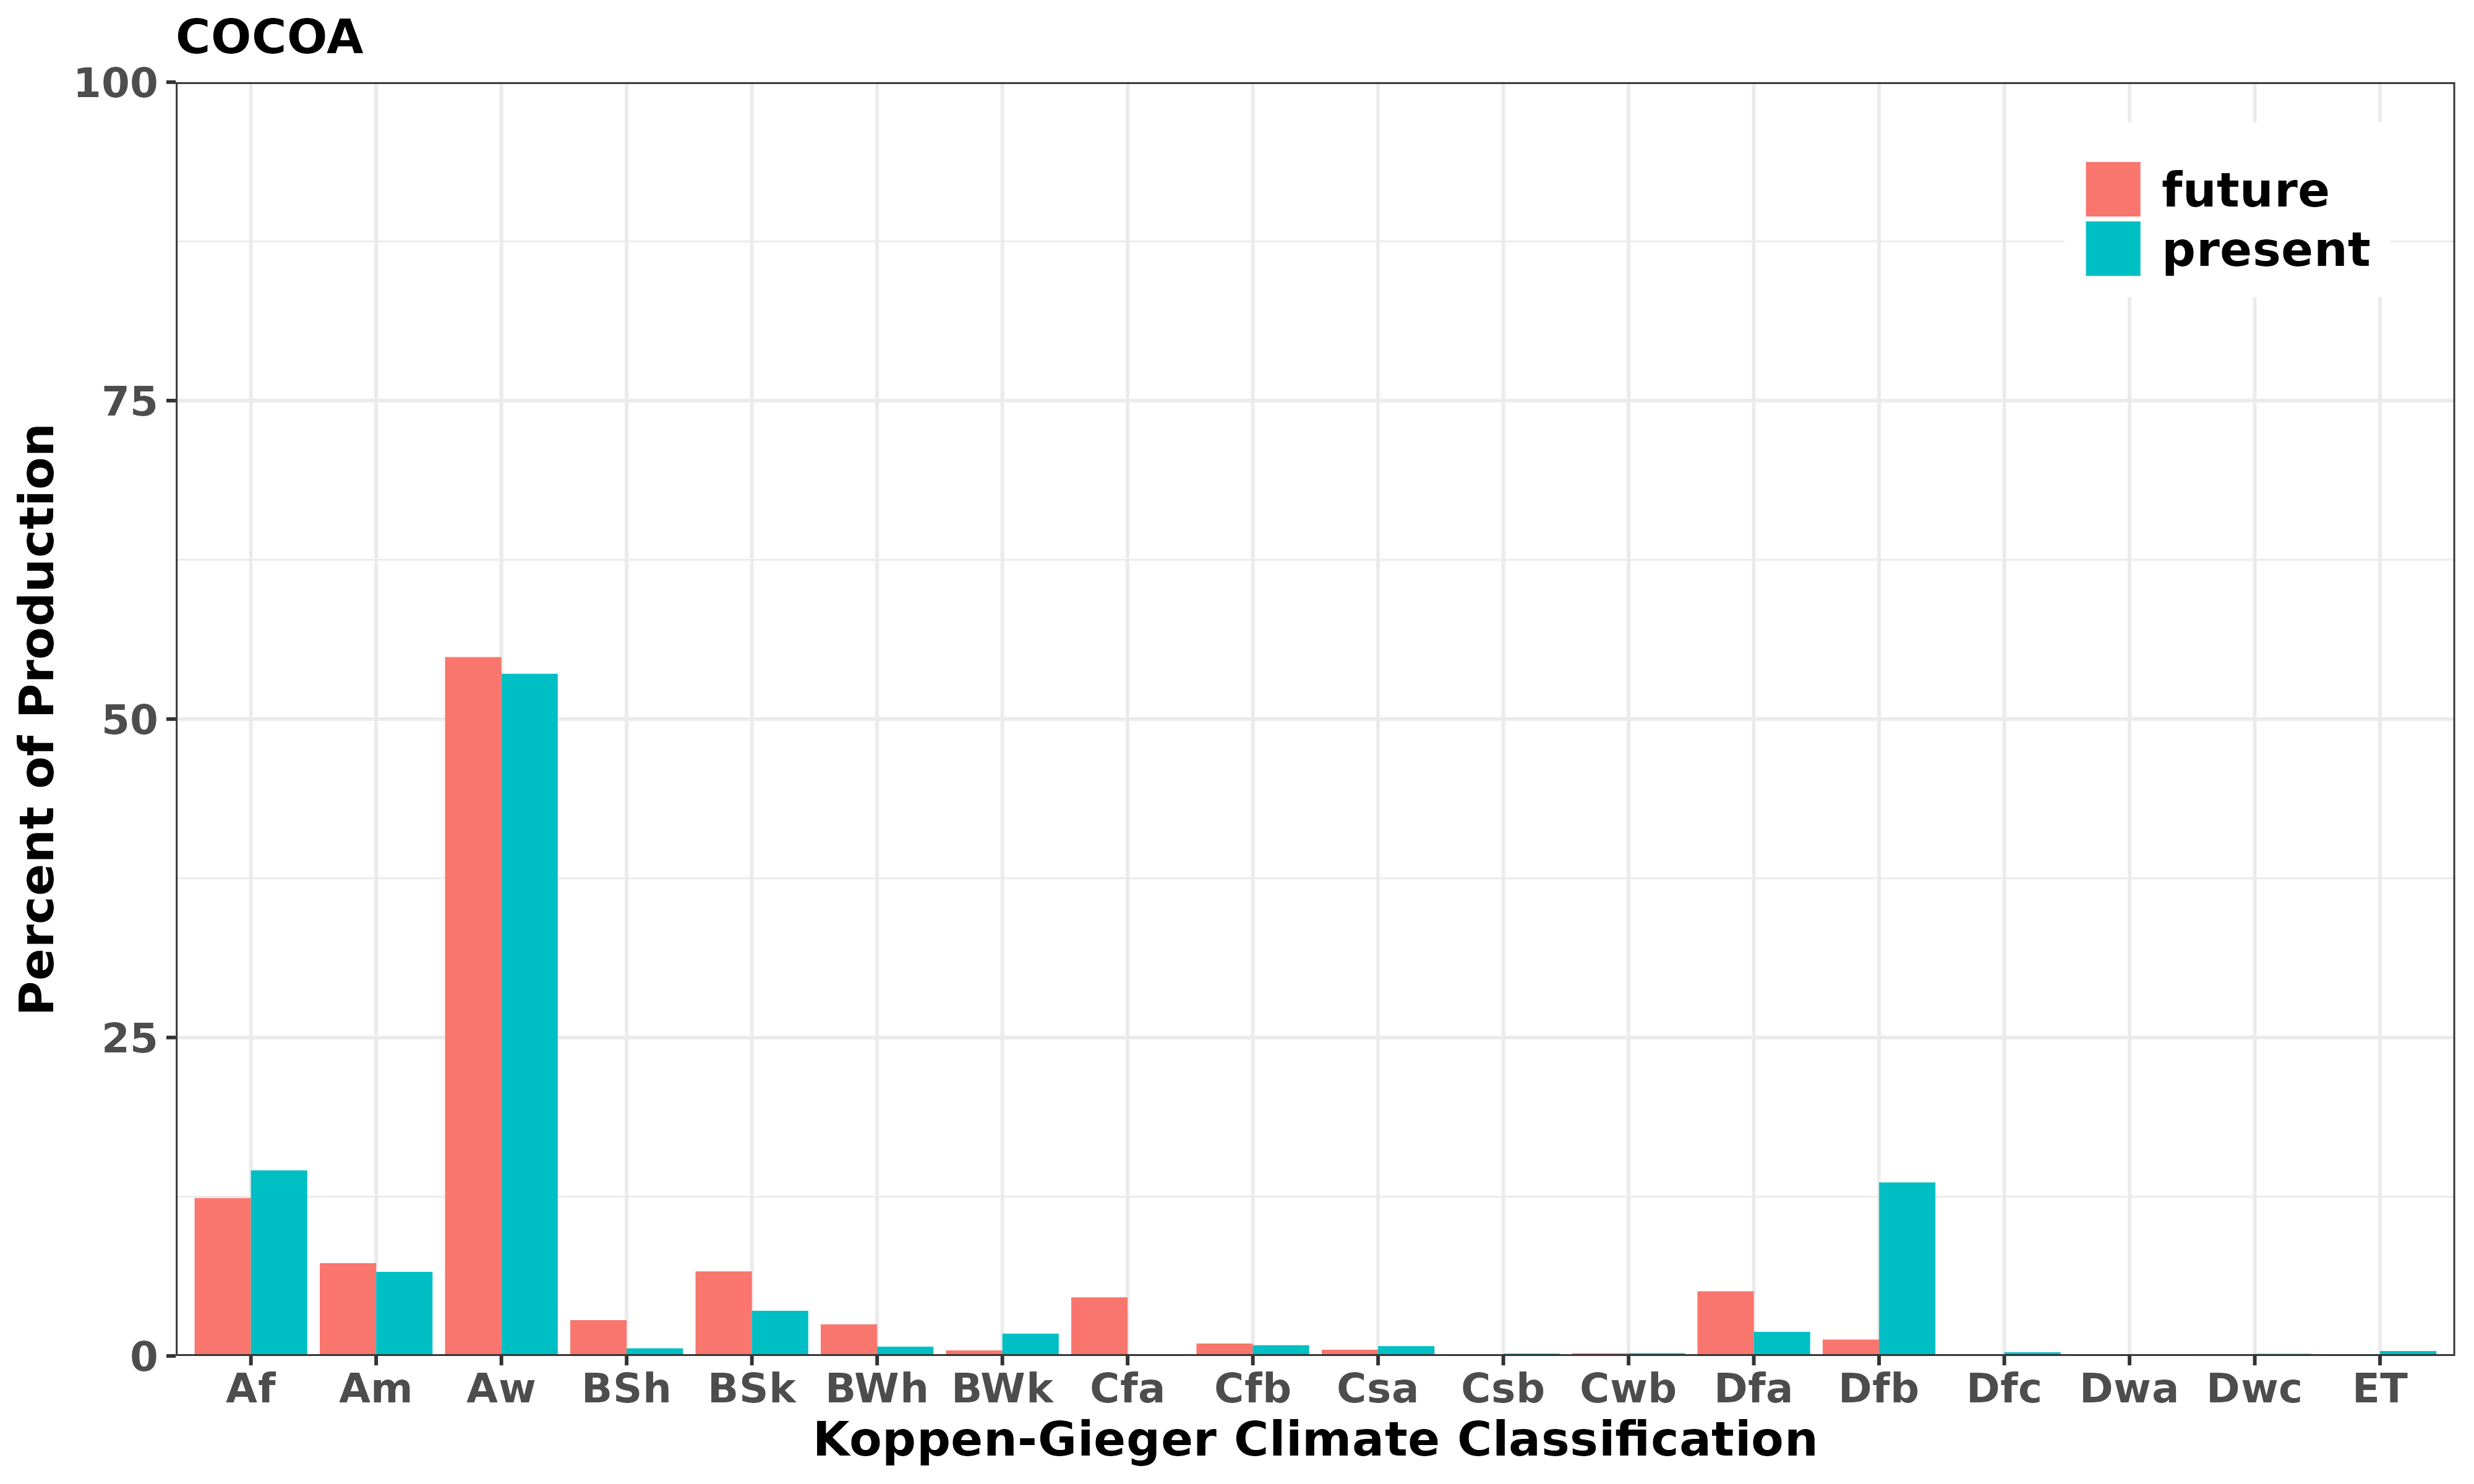 COCOA
100
75
50
25
0
Percent of Production
future
present
Af Am Aw BSh BSk BWh BWk Cfa Cfb Csa Csb Cwb Dfa Dfb Dfc Dwa Dwc ET
Koppen-Gieger Climate Classification